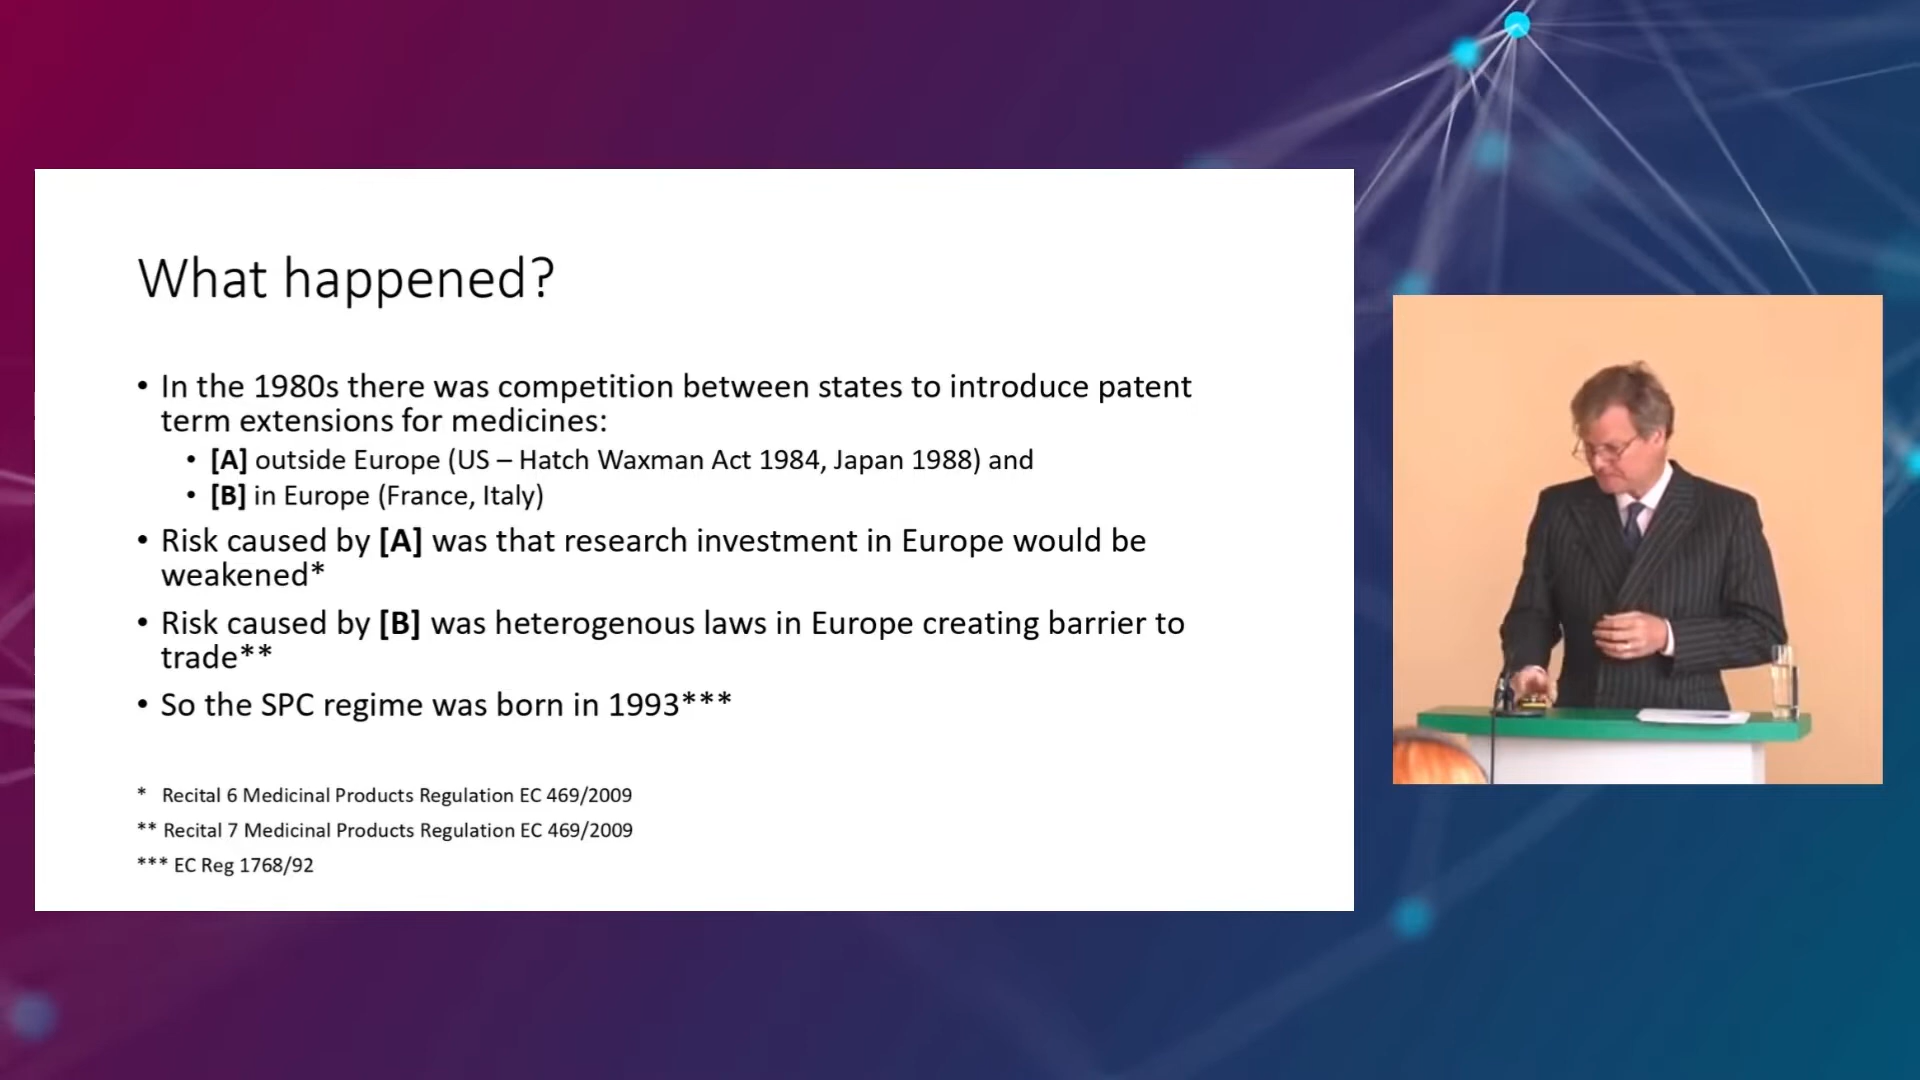 What happened?
• In the 1980s there was competition between states to introduce patent
term extensions for medicines:
• [A] outside Europe (US – Hatch Waxman Act 1984, Japan 1988) and
• [B] in Europe (France, Italy)
• Risk caused by [A] was that research investment in Europe would be
weakened*
• Risk caused by [B] was heterogenous laws in Europe creating barrier to
trade**
• So the SPC regime was born in 1993***
* Recital 6 Medicinal Products Regulation EC 469/2009
** Recital 7 Medicinal Products Regulation EC 469/2009
*** EC Reg 1768/92